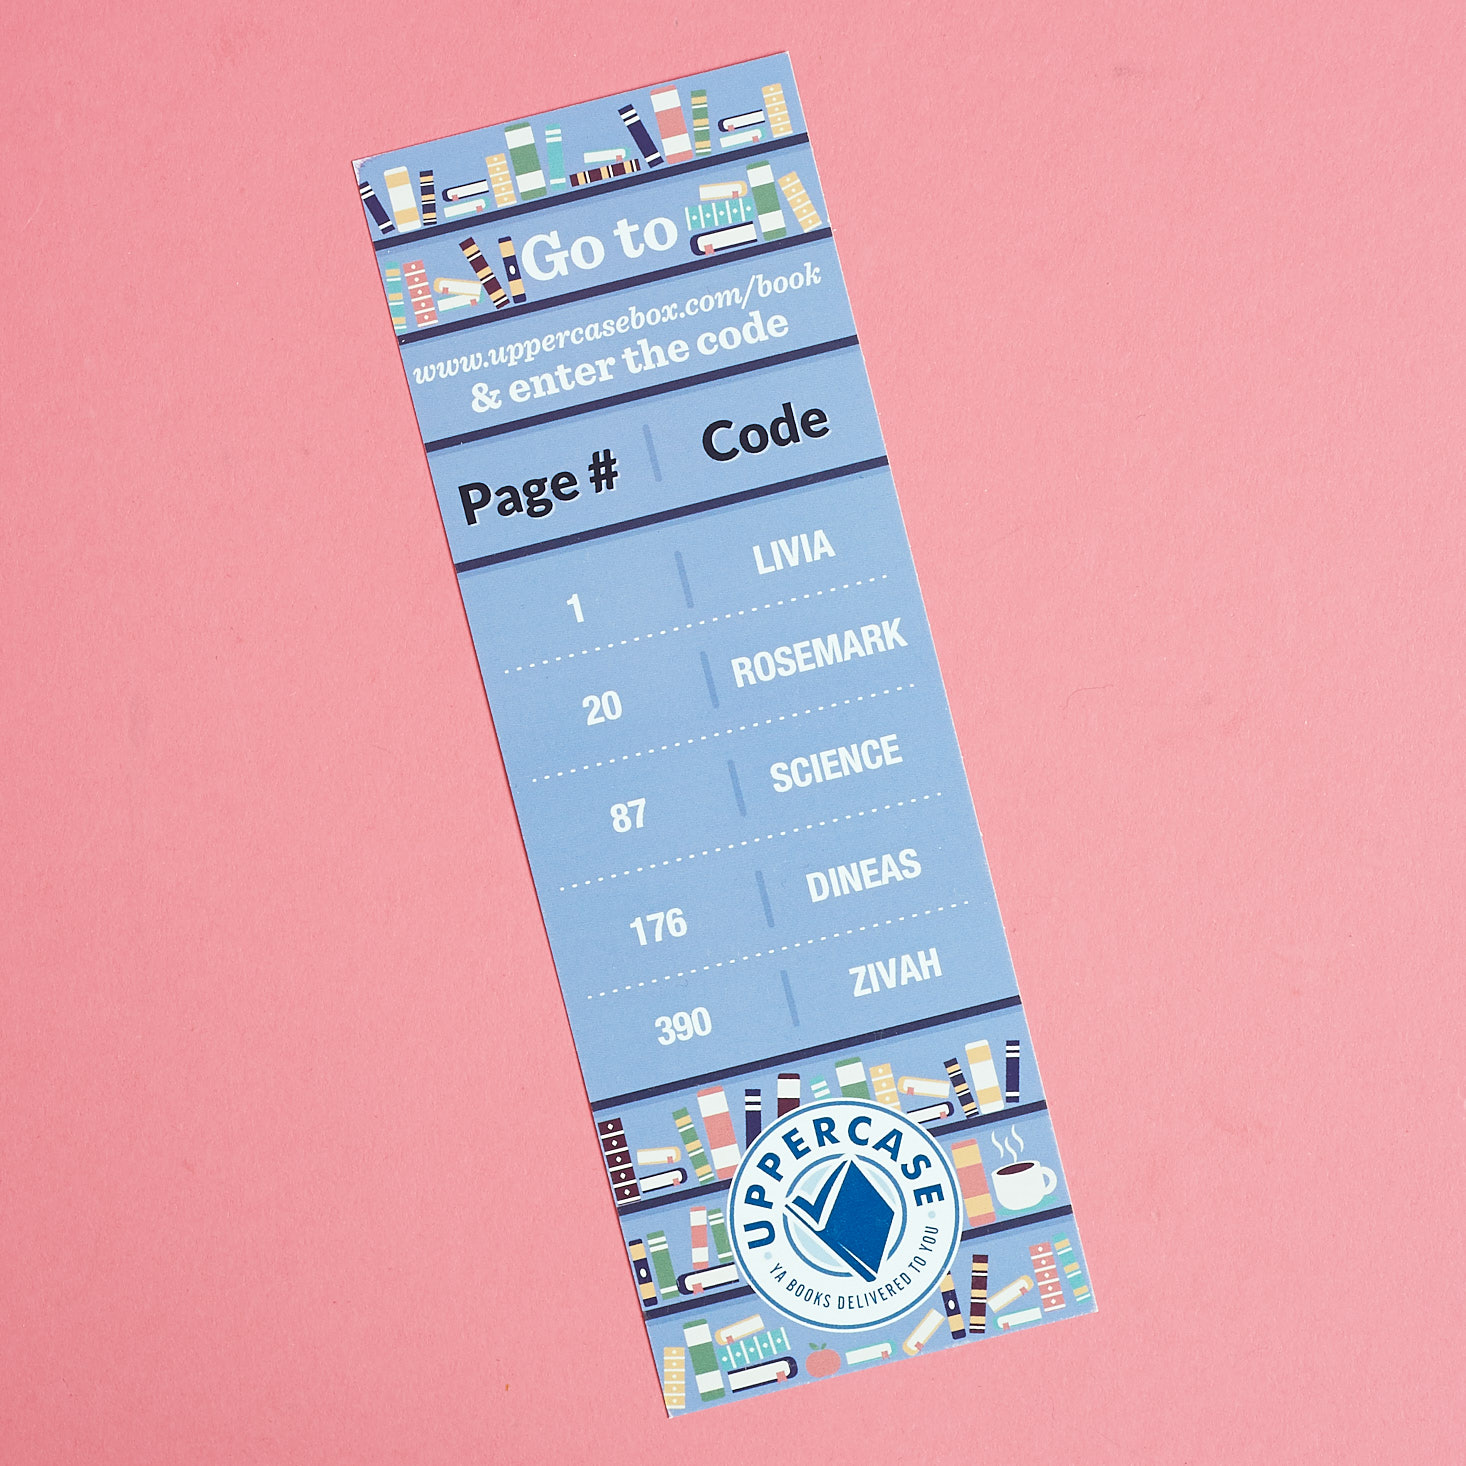 Go to
www.uppercasebox.com/book
& enter the code
Page # Code
1 LIVIA
20 ROSEMARK
87 SCIENCE
176 DINEAS
390 ZIVAH
UPPERCASE
YA BOOKS DELIVERED TO YOU